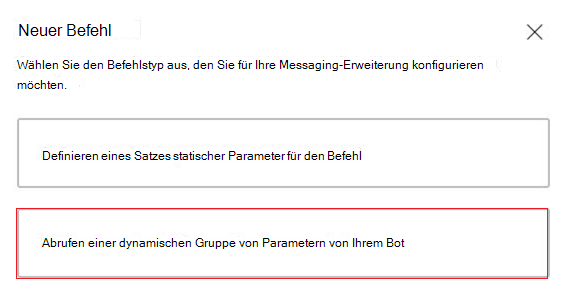 Neuer Befehl
Wählen Sie den Befehlstyp aus, den Sie für Ihre Messaging-Erweiterung konfigurieren
möchten.
Definieren eines Satzes statischer Parameter für den Befehl
Abrufen einer dynamischen Gruppe von Parametern von Ihrem Bot